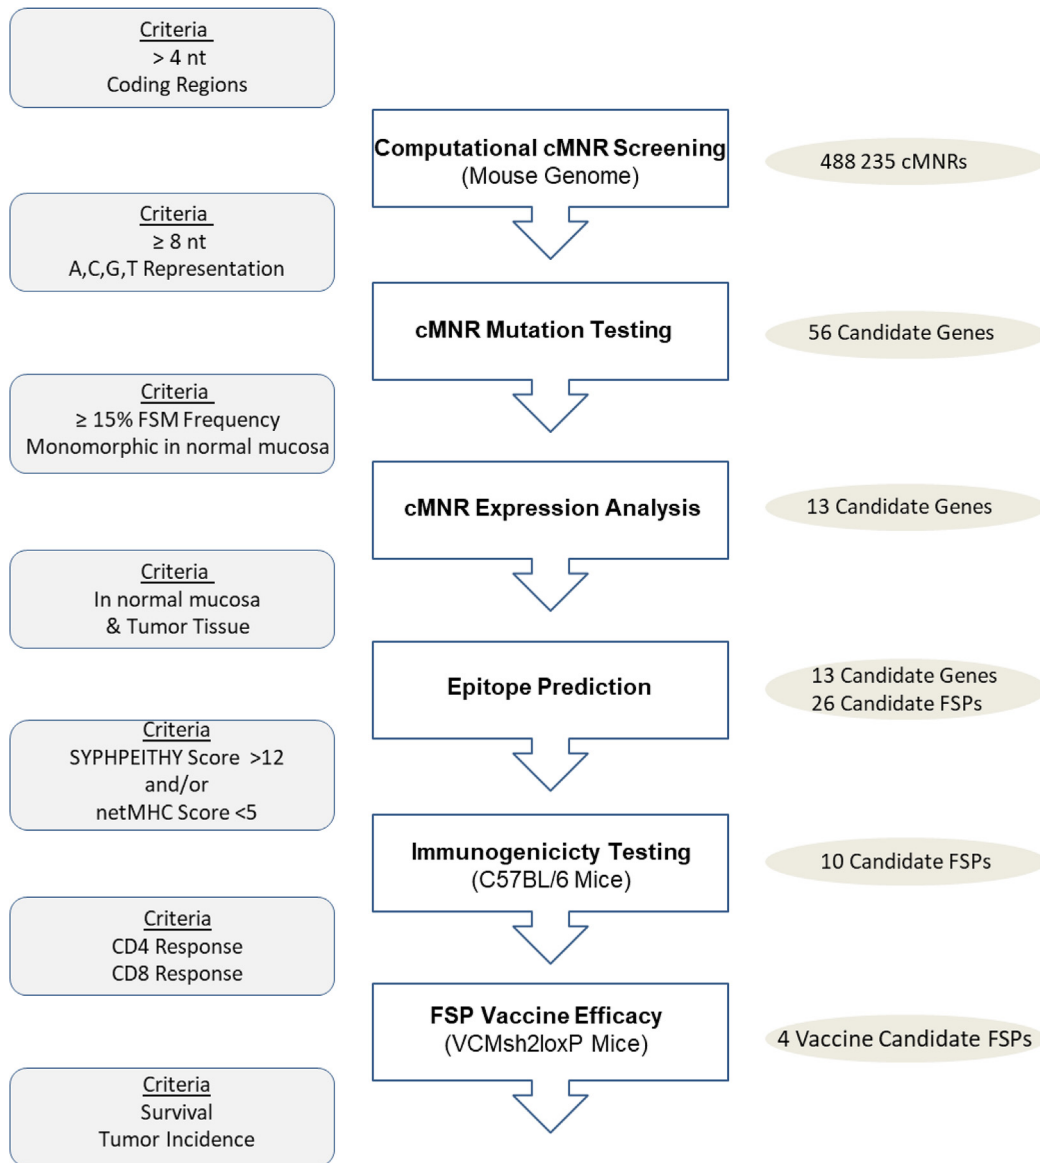 Criteria
> 4 nt
Coding Regions
Computational cMNR Screening
(Mouse Genome)
488 235 cMNRs
Criteria
≥ 8 nt
A,C,G,T Representation
cMNR Mutation Testing
56 Candidate Genes
Criteria
≥ 15% FSM Frequency
Monomorphic in normal mucosa
cMNR Expression Analysis
13 Candidate Genes
Criteria
In normal mucosa
& Tumor Tissue
Epitope Prediction
13 Candidate Genes
26 Candidate FSPs
Criteria
SYPHPEITHY Score >12
and/or
netMHC Score <5
Immunogenicicty Testing
(C57BL/6 Mice)
10 Candidate FSPs
Criteria
CD4 Response
CD8 Response
FSP Vaccine Efficacy
(VCMsh2loxP Mice)
4 Vaccine Candidate FSPs
Criteria
Survival
Tumor Incidence